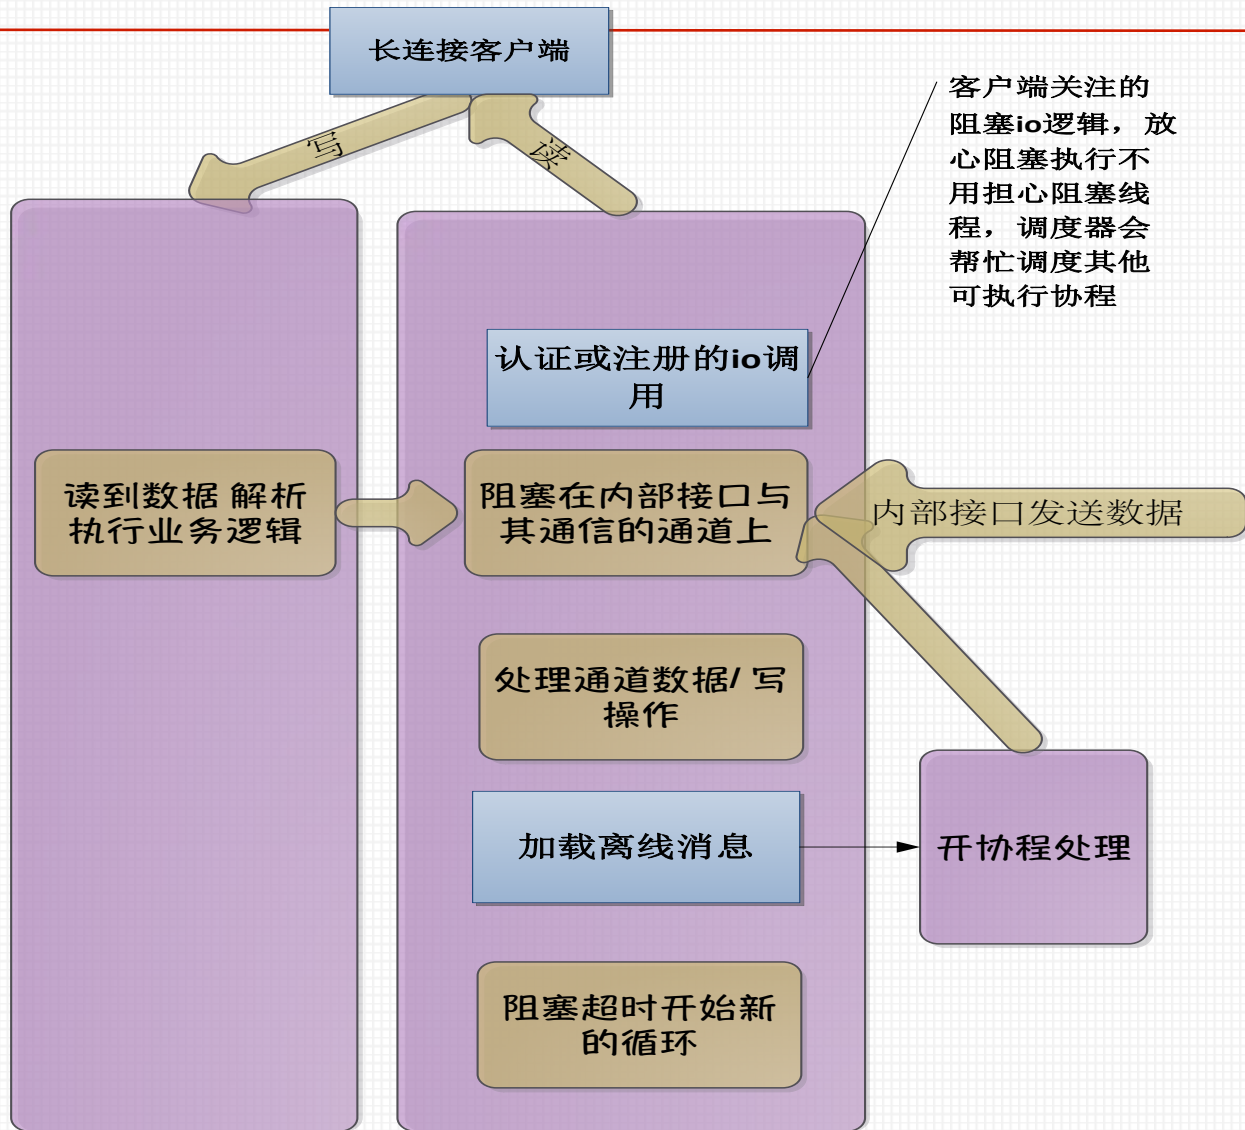 长连接客户端
写
读
客户端关注的
阻塞io逻辑，放
心阻塞执行不
用担心阻塞线
程，调度器会
帮忙调度其他
可执行协程
认证或注册的io调
用
读到数据 解析
执行业务逻辑
阻塞在内部接口与
其通信的通道上
内部接口发送数据
处理通道数据/ 写
操作
加载离线消息
开协程处理
阻塞超时开始新
的循环